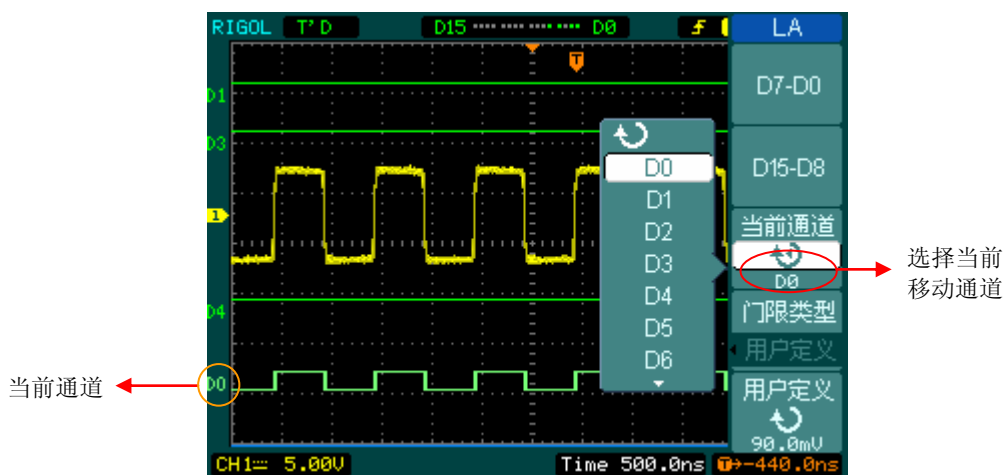 RIGOL T'D D15 D0 LA
D7-D0
D15-D8
当前通道
D0
门限类型
用户定义
用户定义
90.0mV
D0
D1
D2
D3
D4
D5
D6
D1
D3
1
T
D4
D0
选择当前
移动通道
当前通道
CH1 5.00V Time 500.0ns T→-440.0ns